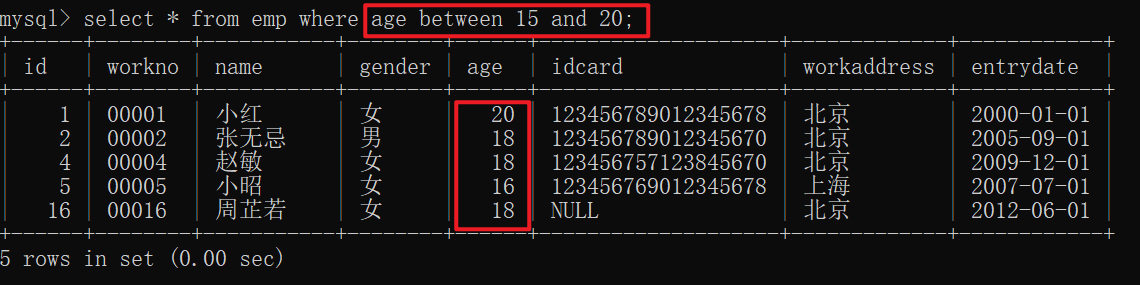 mysql> select * from emp where age between 15 and 20;
id | workno | name | gender | age | idcard | workaddress | entrydate
1 | 00001 | 小红 | 女 | 20 | 123456789012345678 | 北京 | 2000-01-01
2 | 00002 | 张无忌 | 男 | 18 | 123456789012345670 | 北京 | 2005-09-01
4 | 00004 | 赵敏 | 女 | 18 | 123456757123845670 | 北京 | 2009-12-01
5 | 00005 | 小昭 | 女 | 16 | 123456769012345678 | 上海 | 2007-07-01
16 | 00016 | 周芷若 | 女 | 18 | NULL | 北京 | 2012-06-01
5 rows in set (0.00 sec)